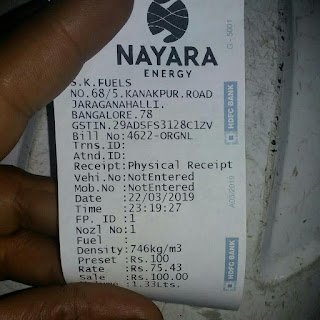 NAYARA
ENERGY
S.K.FUELS
NO.68/5.KANAKPUR.ROAD
JARAGANAHALLI.
BANGALORE.78
GSTIN.29ADSFS3128C1ZV
Bill No:4622-ORGNL
Trns.ID:
Atnd.ID:
Receipt:Physical Receipt
Vehi.No:NotEntered
Mob.No :NotEntered
Date :22/03/2019
Time :23:19:27
FP. ID :1
Nozl No:1
Fuel :
Density:746kg/m3
Preset :Rs.100
Rate :Rs.75.43
Sale :Rs.100.00
:1.33Lts.
G - 5001
HDFC BANK
HDFC BANK
HDFC BANK